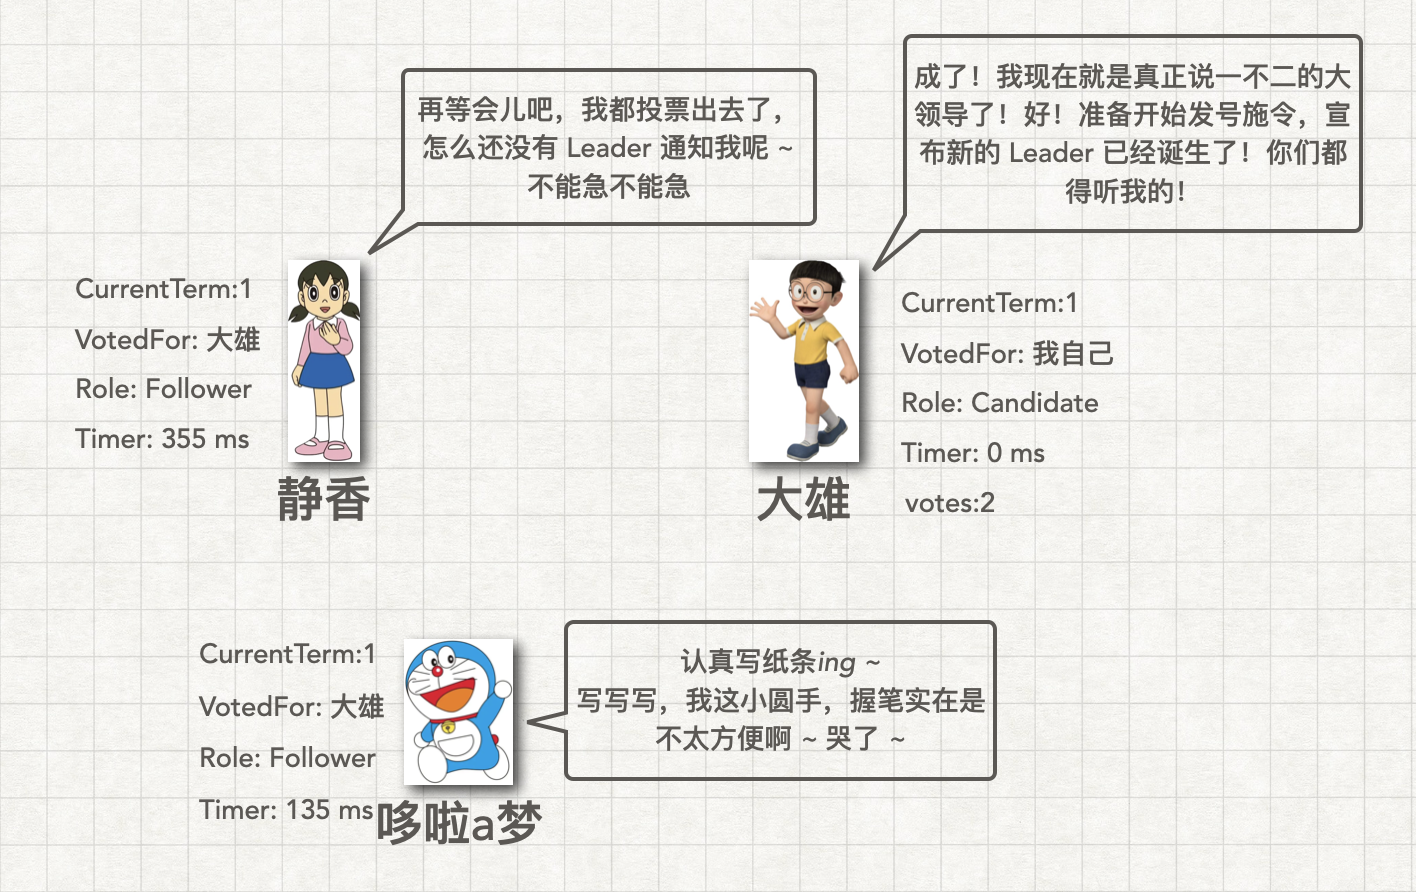 再等会儿吧，我都投票出去了，
怎么还没有 Leader 通知我呢 ~
不能急不能急
成了！我现在就是真正说一不二的大
领导了！好！准备开始发号施令，宣
布新的 Leader 已经诞生了！你们都
得听我的！
CurrentTerm:1
VotedFor: 大雄
Role: Follower
Timer: 355 ms
静香
CurrentTerm:1
VotedFor: 我自己
Role: Candidate
Timer: 0 ms
votes:2
大雄
CurrentTerm:1
VotedFor: 大雄
Role: Follower
Timer: 135 ms
哆啦a梦
认真写纸条ing ~
写写写，我这小圆手，握笔实在是
不太方便啊 ~ 哭了 ~